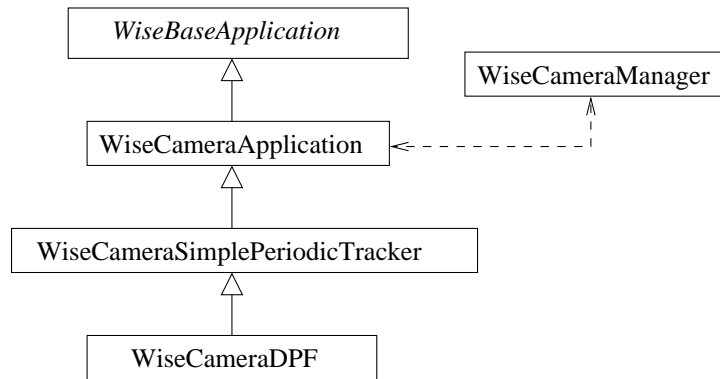 WiseBaseApplication
WiseCameraManager
WiseCameraApplication
WiseCameraSimplePeriodicTracker
WiseCameraDPF